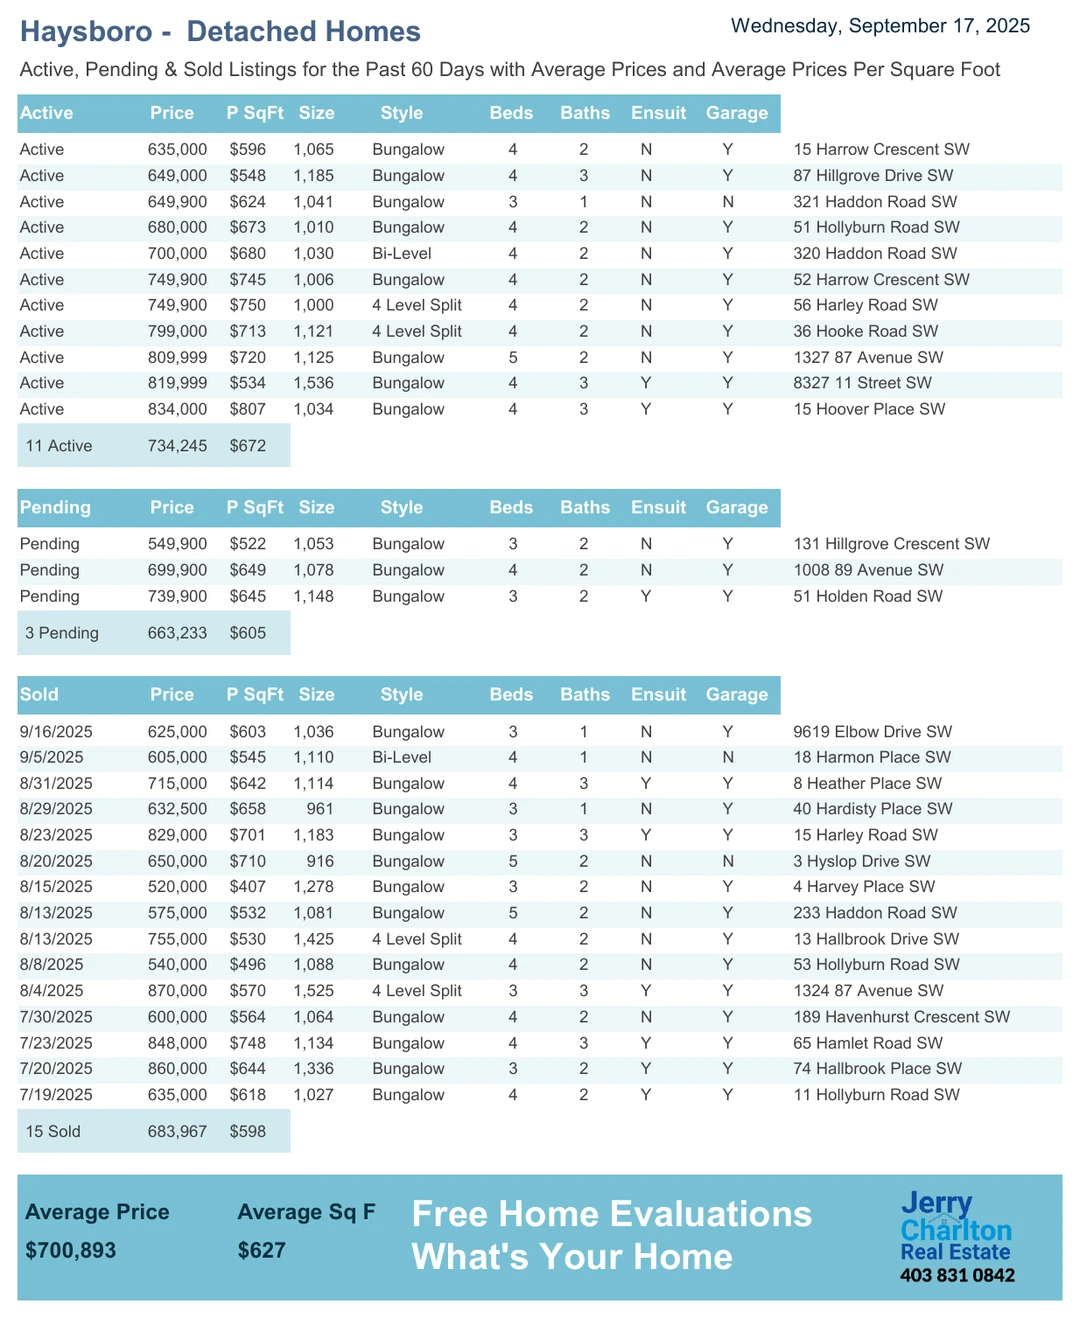 Haysboro - Detached Homes
Wednesday, September 17, 2025
Active, Pending & Sold Listings for the Past 60 Days with Average Prices and Average Prices Per Square Foot
Active Price P SqFt Size Style Beds Baths Ensuit Garage
Active 635,000 $596 1,065 Bungalow 4 2 N Y 15 Harrow Crescent SW
Active 649,000 $548 1,185 Bungalow 4 3 N Y 87 Hillgrove Drive SW
Active 649,900 $624 1,041 Bungalow 3 1 N N 321 Haddon Road SW
Active 680,000 $673 1,010 Bungalow 4 2 N Y 51 Hollyburn Road SW
Active 700,000 $680 1,030 Bi-Level 4 2 N Y 320 Haddon Road SW
Active 749,900 $745 1,006 Bungalow 4 2 N Y 52 Harrow Crescent SW
Active 749,900 $750 1,000 4 Level Split 4 2 N Y 56 Harley Road SW
Active 799,000 $713 1,121 4 Level Split 4 2 N Y 36 Hooke Road SW
Active 809,999 $720 1,125 Bungalow 5 2 N Y 1327 87 Avenue SW
Active 819,999 $534 1,536 Bungalow 4 3 Y Y 8327 11 Street SW
Active 834,000 $807 1,034 Bungalow 4 3 Y Y 15 Hoover Place SW
11 Active 734,245 $672
Pending Price P SqFt Size Style Beds Baths Ensuit Garage
Pending 549,900 $522 1,053 Bungalow 3 2 N Y 131 Hillgrove Crescent SW
Pending 699,900 $649 1,078 Bungalow 4 2 N Y 1008 89 Avenue SW
Pending 739,900 $645 1,148 Bungalow 3 2 Y Y 51 Holden Road SW
3 Pending 663,233 $605
Sold Price P SqFt Size Style Beds Baths Ensuit Garage
9/16/2025 625,000 $603 1,036 Bungalow 3 1 N Y 9619 Elbow Drive SW
9/5/2025 605,000 $545 1,110 Bi-Level 4 1 N N 18 Harmon Place SW
8/31/2025 715,000 $642 1,114 Bungalow 4 3 Y Y 8 Heather Place SW
8/29/2025 632,500 $658 961 Bungalow 3 1 N Y 40 Hardisty Place SW
8/23/2025 829,000 $701 1,183 Bungalow 3 3 Y Y 15 Harley Road SW
8/20/2025 650,000 $710 916 Bungalow 5 2 N N 3 Hyslop Drive SW
8/15/2025 520,000 $407 1,278 Bungalow 3 2 N Y 4 Harvey Place SW
8/13/2025 575,000 $532 1,081 Bungalow 5 2 N Y 233 Haddon Road SW
8/13/2025 755,000 $530 1,425 4 Level Split 4 2 N Y 13 Hallbrook Drive SW
8/8/2025 540,000 $496 1,088 Bungalow 4 2 N Y 53 Hollyburn Road SW
8/4/2025 870,000 $570 1,525 4 Level Split 3 3 Y Y 1324 87 Avenue SW
7/30/2025 600,000 $564 1,064 Bungalow 4 2 N Y 189 Havenhurst Crescent SW
7/23/2025 848,000 $748 1,134 Bungalow 4 3 Y Y 65 Hamlet Road SW
7/20/2025 860,000 $644 1,336 Bungalow 3 2 Y Y 74 Hallbrook Place SW
7/19/2025 635,000 $618 1,027 Bungalow 4 2 Y Y 11 Hollyburn Road SW
15 Sold 683,967 $598
Average Price Average Sq F
$700,893 $627
Free Home Evaluations
What's Your Home
Jerry
Charlton
Real Estate
403 831 0842